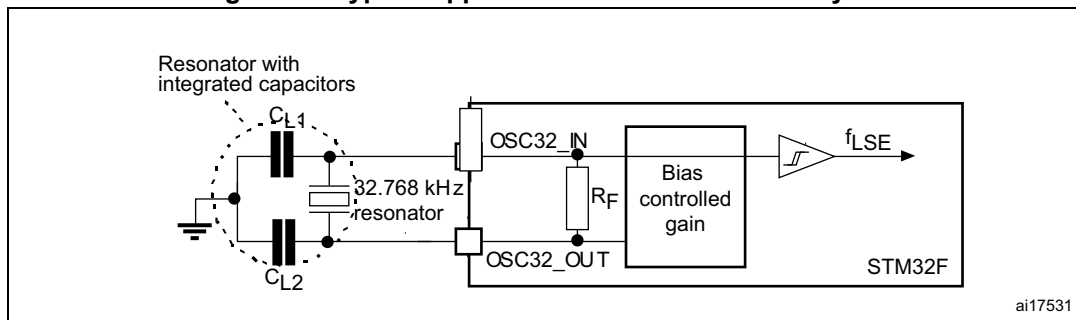 Resonator with
integrated capacitors
CL1
OSC32_IN
fLSE
32.768 kHz
resonator
RF
Bias
controlled
gain
OSC32_OUT
STM32F
CL2
ai17531